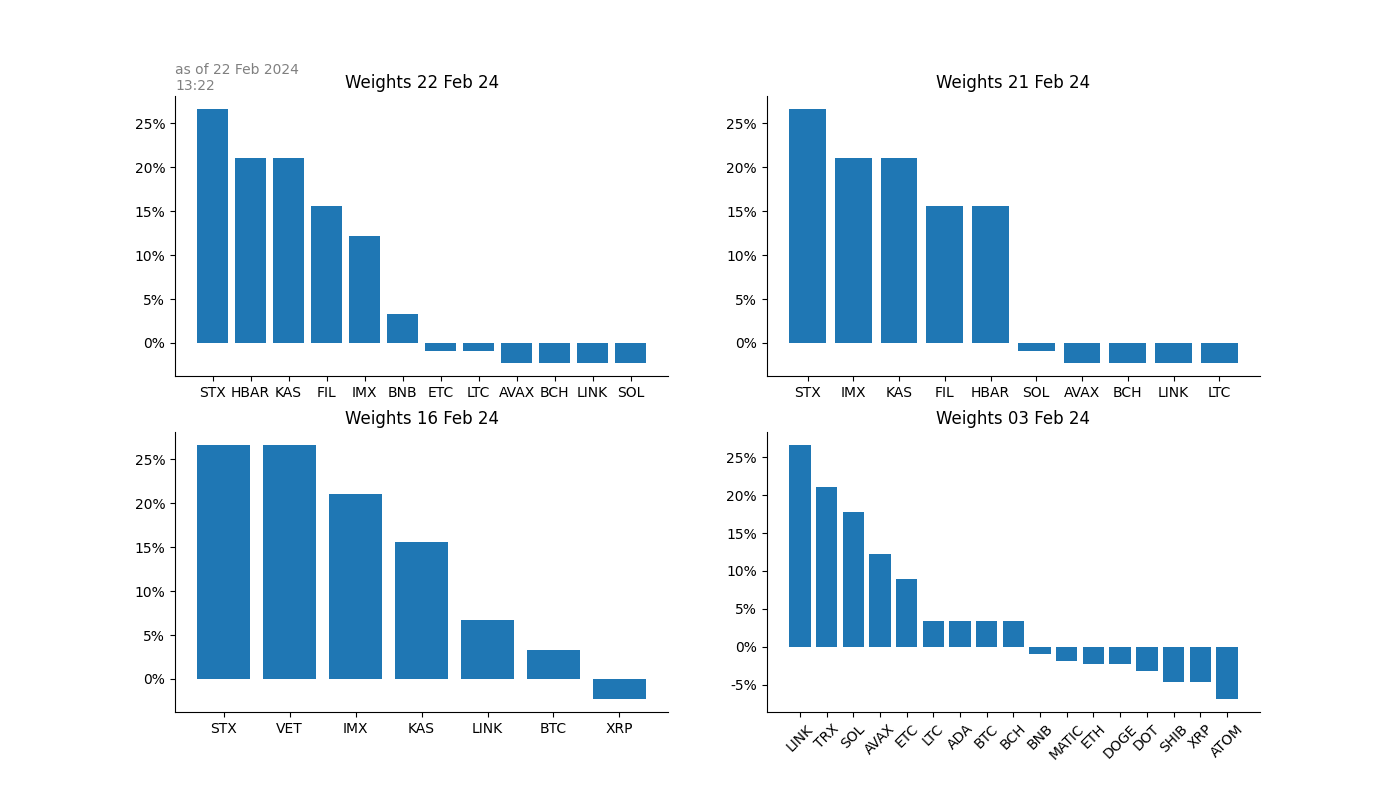 as of 22 Feb 2024
13:22
Weights 22 Feb 24
25%
20%
15%
10%
5%
0%
STX HBAR KAS FIL IMX BNB ETC LTC AVAX BCH LINK SOL
Weights 21 Feb 24
25%
20%
15%
10%
5%
0%
STX IMX KAS FIL HBAR SOL AVAX BCH LINK LTC
Weights 16 Feb 24
25%
20%
15%
10%
5%
0%
STX VET IMX KAS LINK BTC XRP
Weights 03 Feb 24
25%
20%
15%
10%
5%
0%
-5%
LINK TRX SOL AVAX ETC LTC ADA BTC BCH BNB MATIC ETH DOGE DOT SHIB XRP ATOM